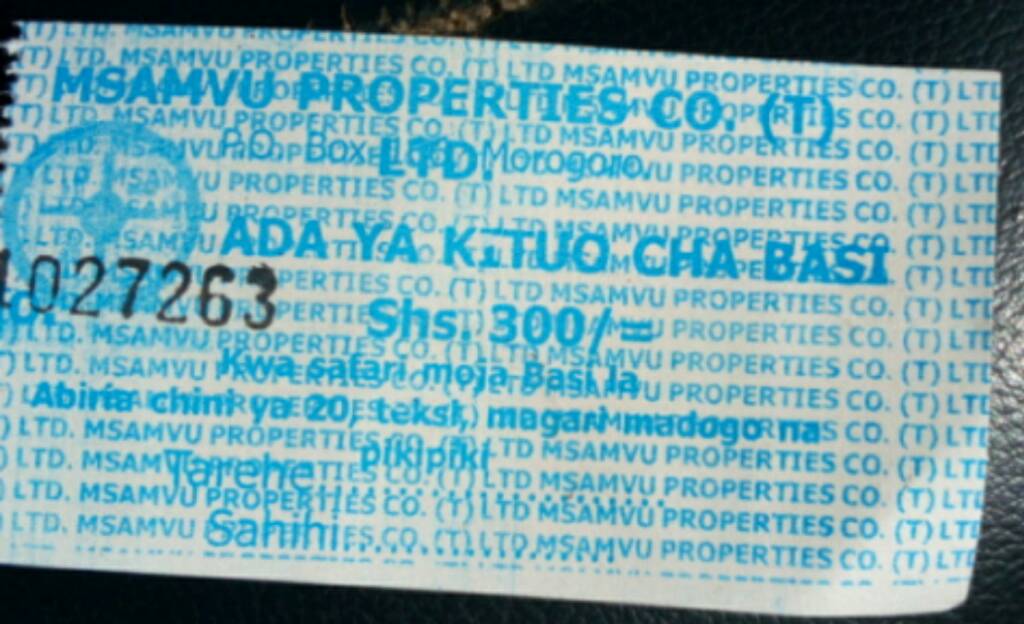 MSAMVU PROPERTIES CO. (T)
LTD.
P.O. Box Morogoro
ADA YA KITUO CHA BASI
1027263
Shs. 300/=
Kwa safari moja Basi la
Abiria chini ya 20, teksi, magari madogo na
pikipiki
Tarehe..............................
Sahihi..............................